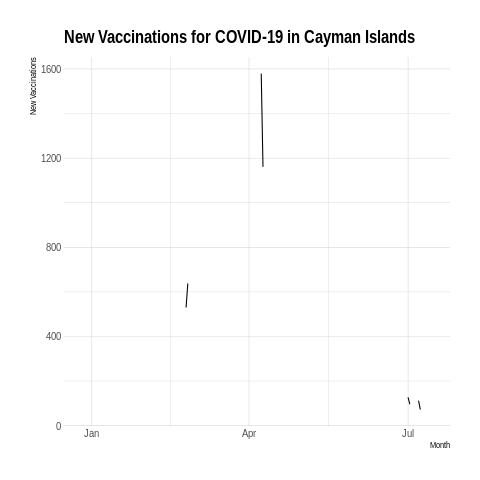 New Vaccinations for COVID-19 in Cayman Islands
New Vaccinations
1600
1200
800
400
0
Jan
Apr
Jul
Month